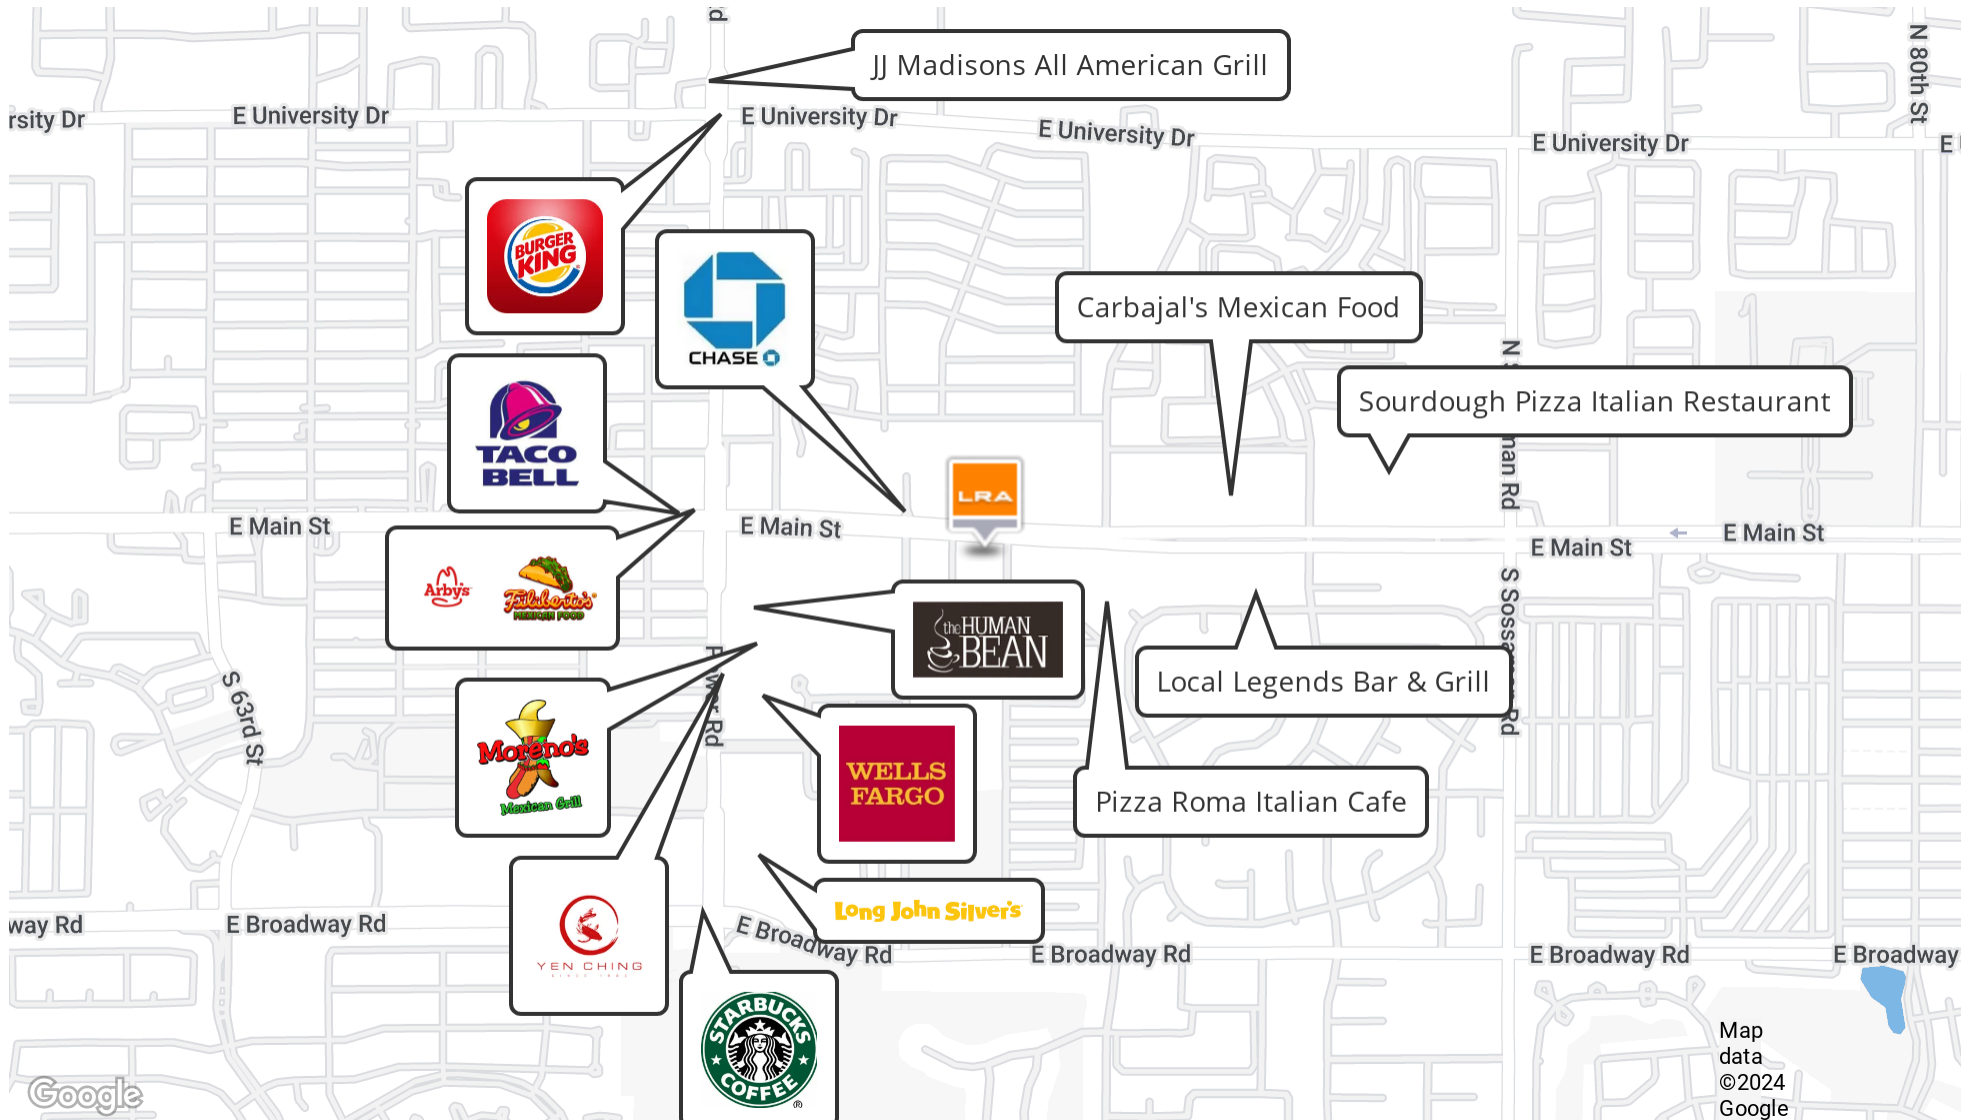 JJ Madisons All American Grill
N 80th St
rsity Dr
E University Dr
E University Dr
E University Dr
E University Dr
E
BURGER
KING
CHASE
Carbajal's Mexican Food
Sourdough Pizza Italian Restaurant
TACO
BELL
LRA
man Rd
E Main St
E Main St
E Main St
E Main St
Arby's
Filiberto's
MEXICAN FOOD
the HUMAN
BEAN
Local Legends Bar & Grill
S 63rd St
Moreno's
Mexican Grill
WELLS
FARGO
Pizza Roma Italian Cafe
Long John Silver's
way Rd
E Broadway Rd
E Broadway Rd
E Broadway Rd
E Broadway Rd
E Broadway
YEN CHING
STARBUCKS
COFFEE
®
Google
Map
data
©2024
Google